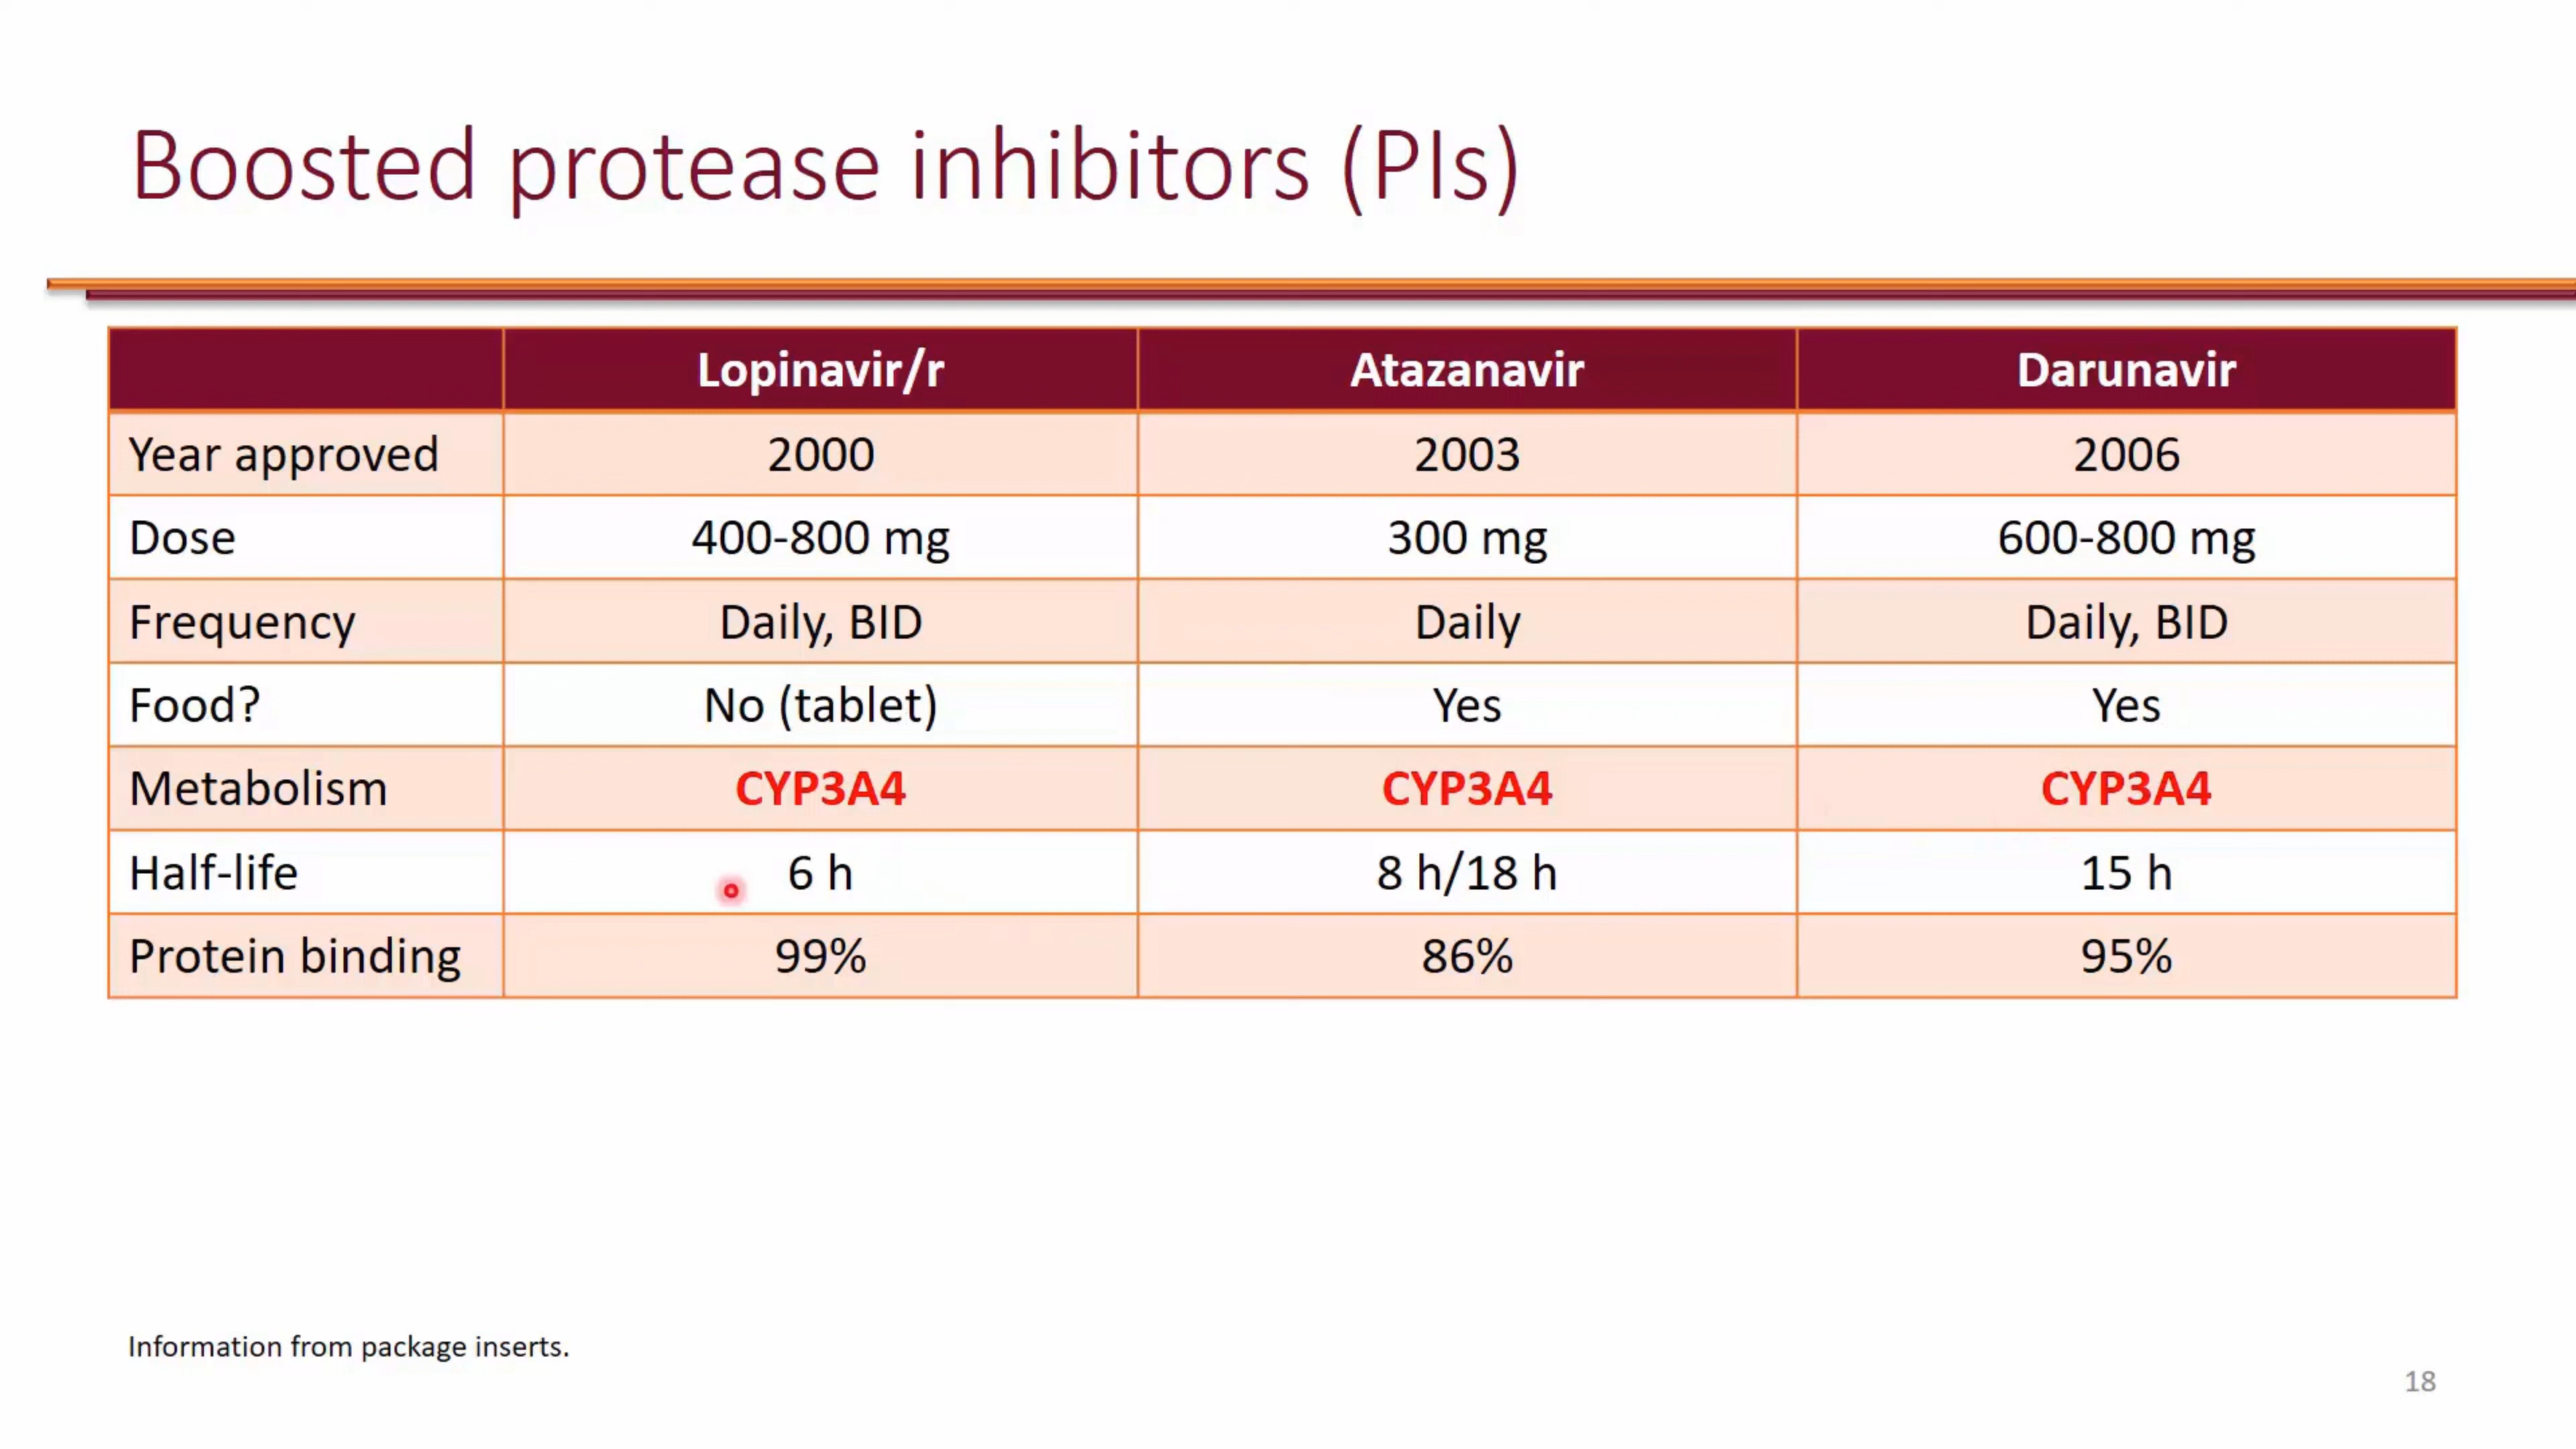 Boosted protease inhibitors (PIs)
Lopinavir/r Atazanavir Darunavir
Year approved 2000 2003 2006
Dose 400-800 mg 300 mg 600-800 mg
Frequency Daily, BID Daily Daily, BID
Food? No (tablet) Yes Yes
Metabolism CYP3A4 CYP3A4 CYP3A4
Half-life 6 h 8 h/18 h 15 h
Protein binding 99% 86% 95%
Information from package inserts.
18